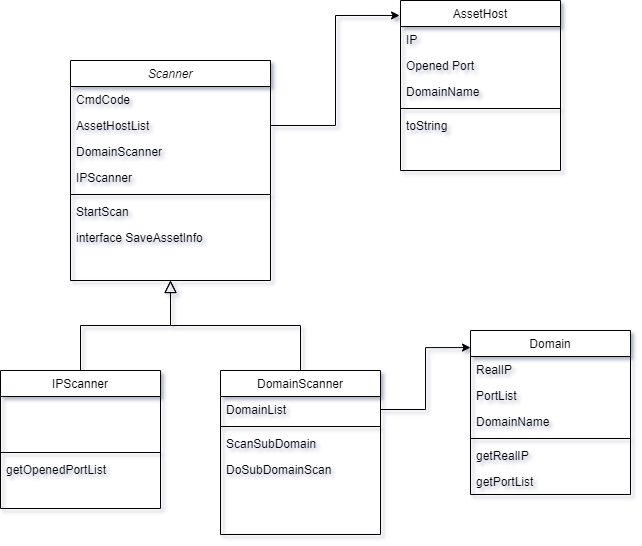 AssetHost
IP
Opened Port
DomainName
toString
Scanner
CmdCode
AssetHostList
DomainScanner
IPScanner
StartScan
interface SaveAssetInfo
IPScanner
getOpenedPortList
DomainScanner
DomainList
ScanSubDomain
DoSubDomainScan
Domain
RealIP
PortList
DomainName
getRealIP
getPortList